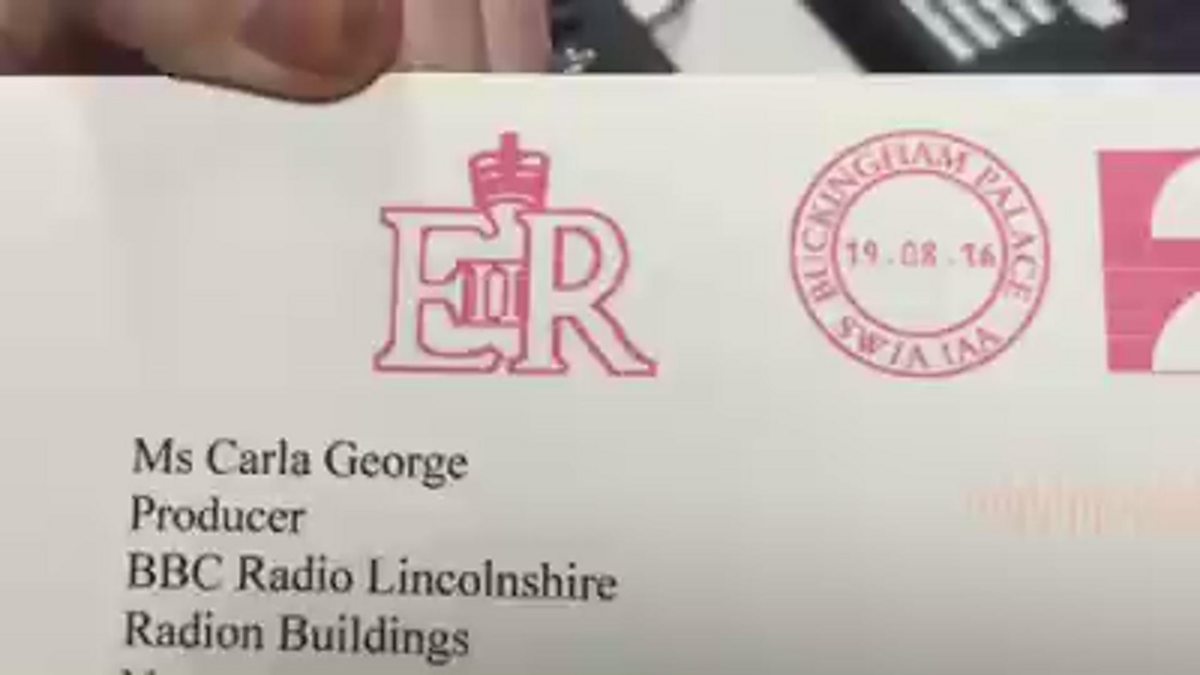 EIIR
BUCKINGHAM PALACE
19.08.16
SW1A 1AA
Ms Carla George
Producer
BBC Radio Lincolnshire
Radion Buildings